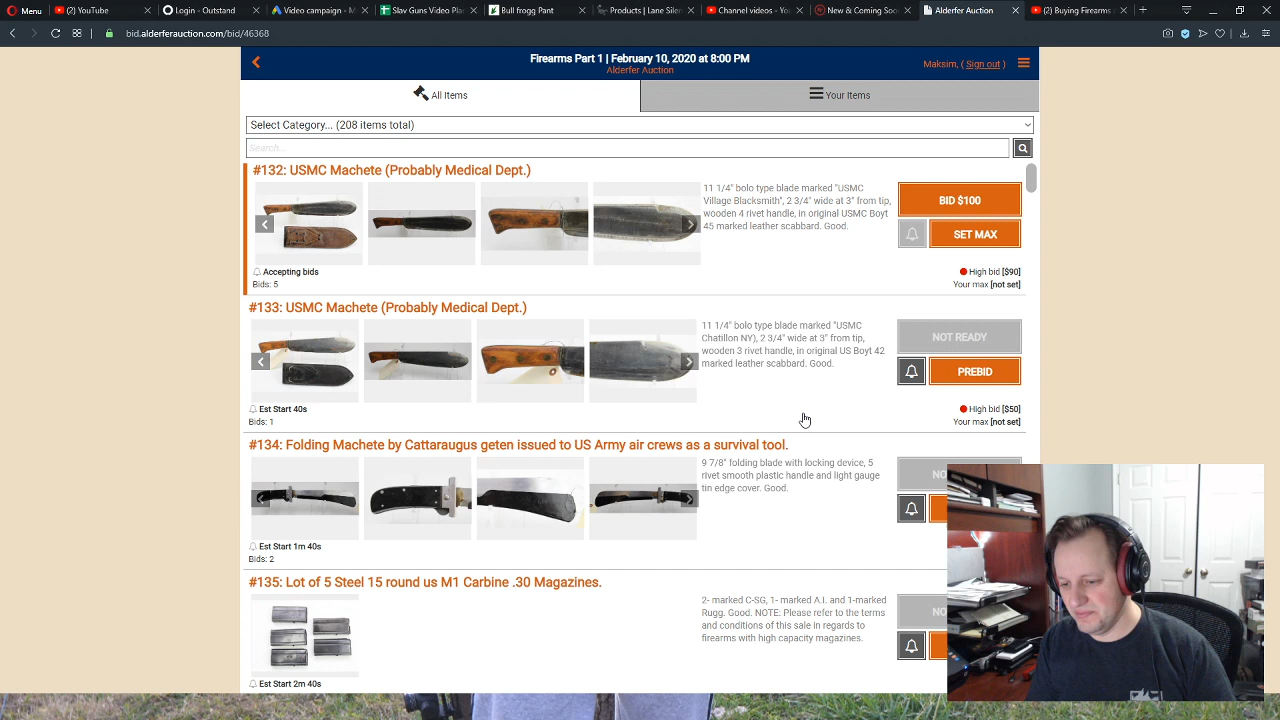 Menu
(2) YouTube
Login - Outstand
Video campaign - M
Slav Guns Video Plan
Bull frogg Pant
Products | Lane Silen
Channel videos - You
New & Coming Soo
Alderfer Auction
(2) Buying Firearms
bid.alderferauction.com/bid/46368
Firearms Part 1 | February 10, 2020 at 8:00 PM
Alderfer Auction
Maksim, ( Sign out )
All Items
Your Items
Select Category... (208 items total)
Search...
#132: USMC Machete (Probably Medical Dept.)
11 1/4" bolo type blade marked "USMC
Village Blacksmith", 2 3/4" wide at 3" from tip,
wooden 4 rivet handle, in original USMC Boyt
45 marked leather scabbard. Good.
BID $100
SET MAX
Accepting bids
Bids: 5
High bid [$90]
Your max [not set]
#133: USMC Machete (Probably Medical Dept.)
11 1/4" bolo type blade marked "USMC
Chatillon NY), 2 3/4" wide at 3" from tip,
wooden 3 rivet handle, in original US Boyt 42
marked leather scabbard. Good.
NOT READY
PREBID
Est Start 40s
Bids: 1
High bid [$50]
Your max [not set]
#134: Folding Machete by Cattaraugus geten issued to US Army air crews as a survival tool.
9 7/8" folding blade with locking device, 5
rivet smooth plastic handle and light gauge
tin edge cover. Good.
NO
Est Start 1m 40s
Bids: 2
#135: Lot of 5 Steel 15 round us M1 Carbine .30 Magazines.
2- marked C-SG, 1- marked A.I. and 1-marked
Rugg. Good. NOTE: Please refer to the terms
and conditions of this sale in regards to
firearms with high capacity magazines.
NO
Est Start 2m 40s